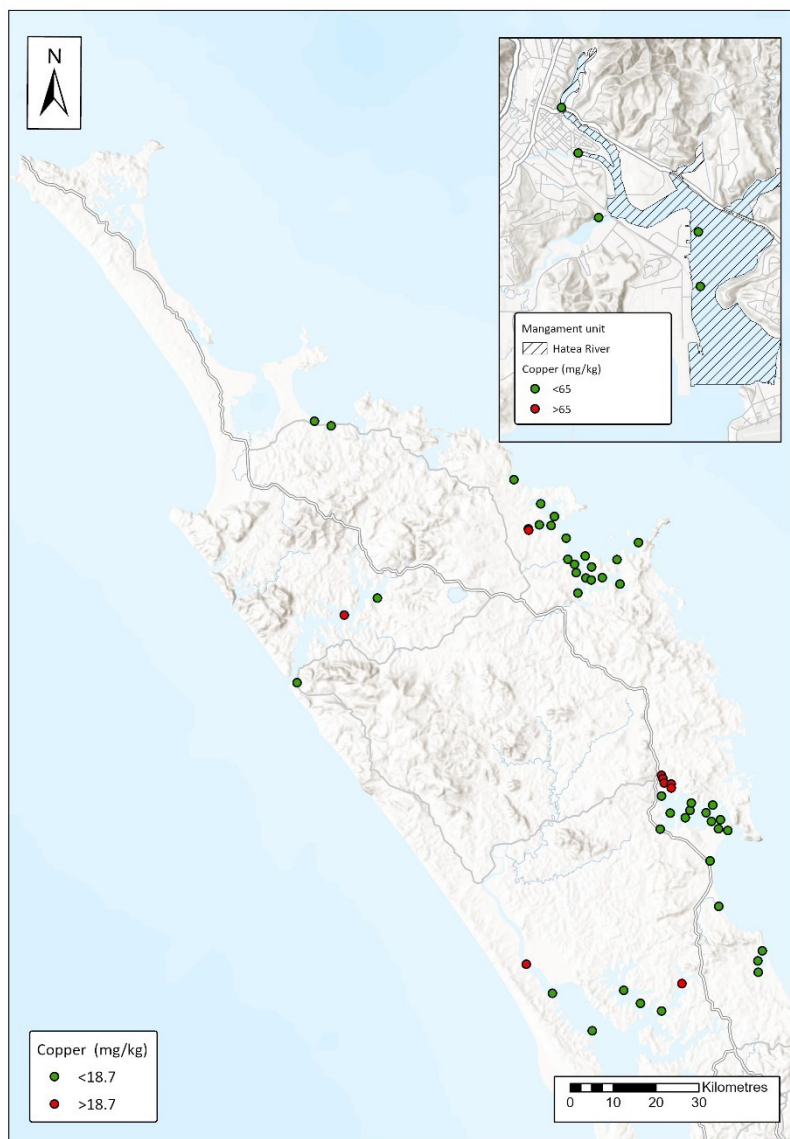 N
Mangament unit
Hatea River
Copper (mg/kg)
<65
>65
Copper (mg/kg)
<18.7
>18.7
Kilometres
0 10 20 30